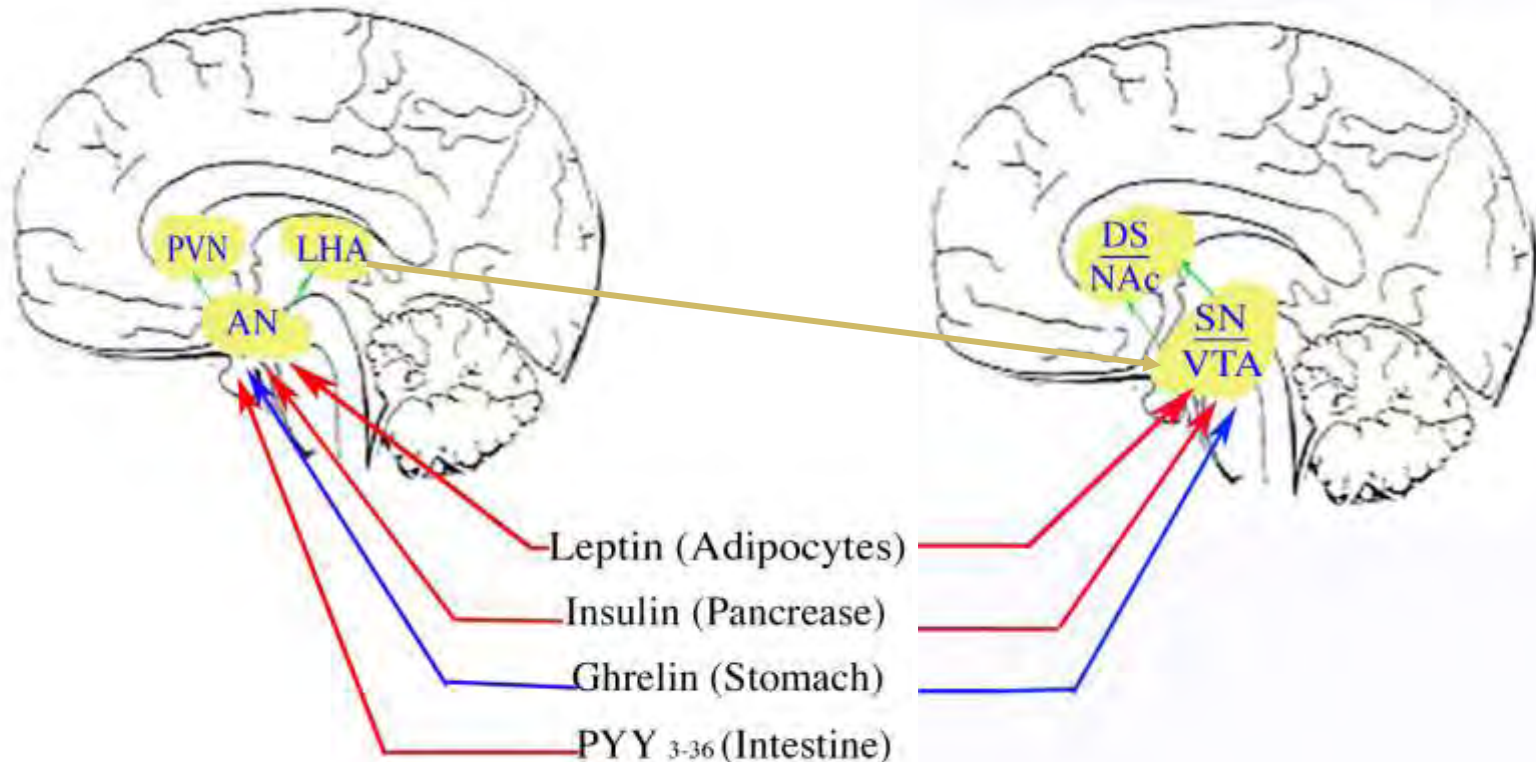 PVN
LHA
AN
DS
NAc
SN
VTA
Leptin (Adipocytes)
Insulin (Pancrease)
Ghrelin (Stomach)
PYY 3-36 (Intestine)